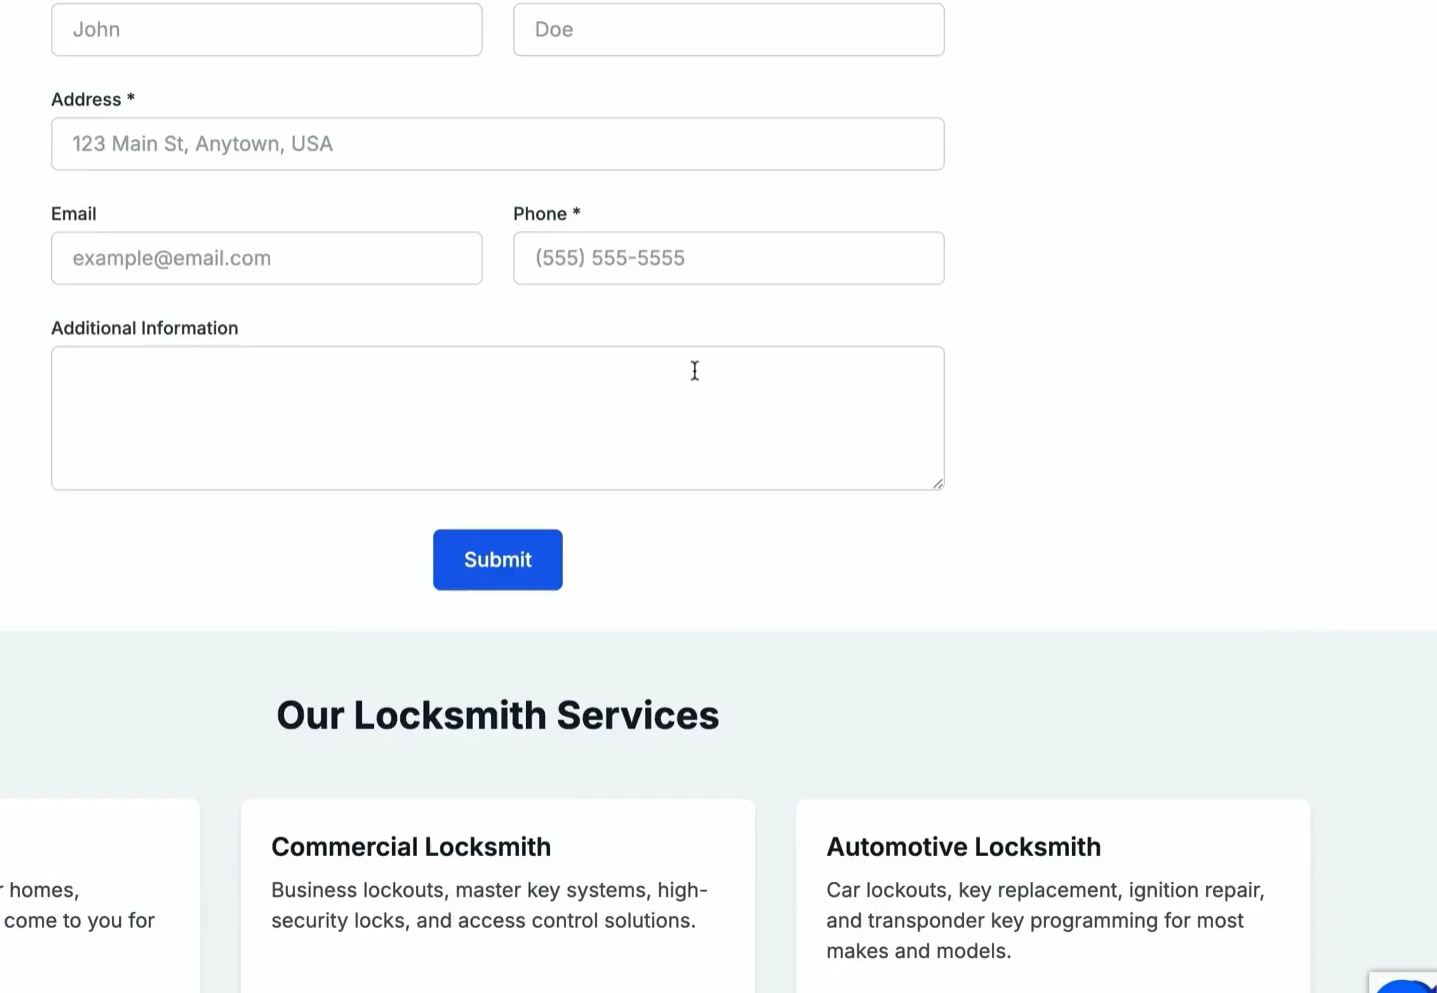 John
Doe
Address *
123 Main St, Anytown, USA
Email
Phone *
example@email.com
(555) 555-5555
Additional Information
Submit
Our Locksmith Services
homes,
come to you for
Commercial Locksmith
Business lockouts, master key systems, high-
security locks, and access control solutions.
Automotive Locksmith
Car lockouts, key replacement, ignition repair,
and transponder key programming for most
makes and models.